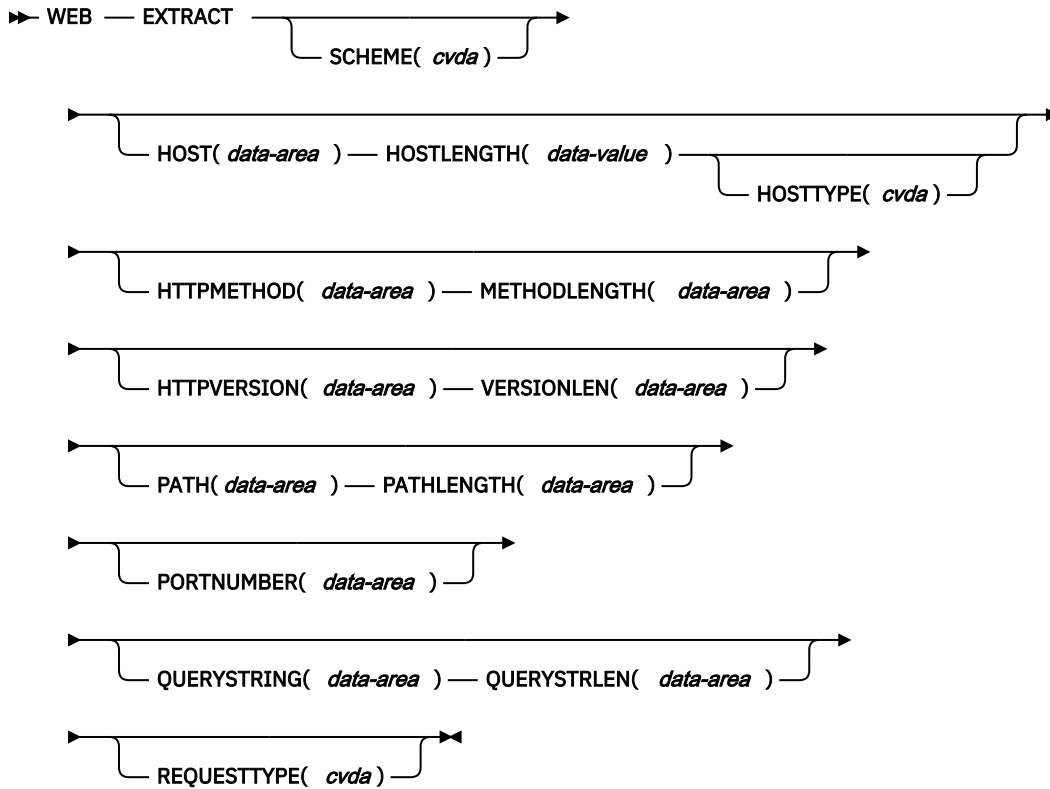 WEB EXTRACT
SCHEME( cvda )
HOST( data-area ) HOSTLENGTH( data-value )
HOSTTYPE( cvda )
HTTPMETHOD( data-area ) METHODLENGTH( data-area )
HTTPVERSION( data-area ) VERSIONLEN( data-area )
PATH( data-area ) PATHLENGTH( data-area )
PORTNUMBER( data-area )
QUERYSTRING( data-area ) QUERYSTRLEN( data-area )
REQUESTTYPE( cvda )